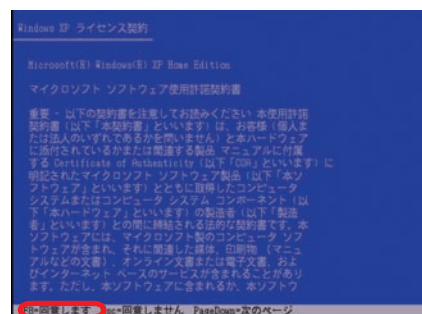 Windows XP ライセンス契約
Microsoft(R) Windows(R) XP Home Edition
マイクロソフト ソフトウェア使用許諾契約書
重要 - 以下の契約書を注意してお読みください 本使用許諾
契約書（以下「本契約書」といいます）は、お客様（個人ま
たは法人のいずれであるかを問いません）と本ハードウェア
に添付されているかまたは関連する製品 マニュアルに付属
する Certificate of Authenticity（以下「COA」といいます）に
明記されたマイクロソフト ソフトウェア製品（以下「本ソ
フトウェア」といいます）とともに取得したコンピュータ
システムまたはコンピュータ システム コンポーネント（以
下「本ハードウェア」といいます）の製造者（以下「製造
者」といいます）との間に締結される法的な契約書です。本
ソフトウェアには、マイクロソフト製のコンピュータ ソフ
トウェアが含まれ、それに関連した媒体、印刷物（マニュ
アルなどの文書）、オンライン文書または電子文書、およ
びインターネット ベースのサービスが含まれることがあり
ます。ただし、本ソフトウェアに含まれるか、本ソフトウ
F8=同意します sc=同意しません PageDown=次のページ